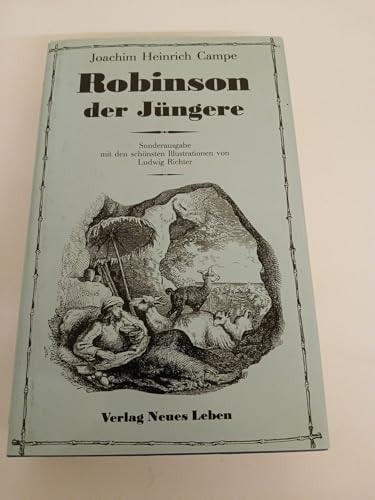 Joachim Heinrich Campe
Robinson
der Jüngere
Sonderausgabe
mit den schönsten Illustrationen von
Ludwig Richter
Verlag Neues Leben